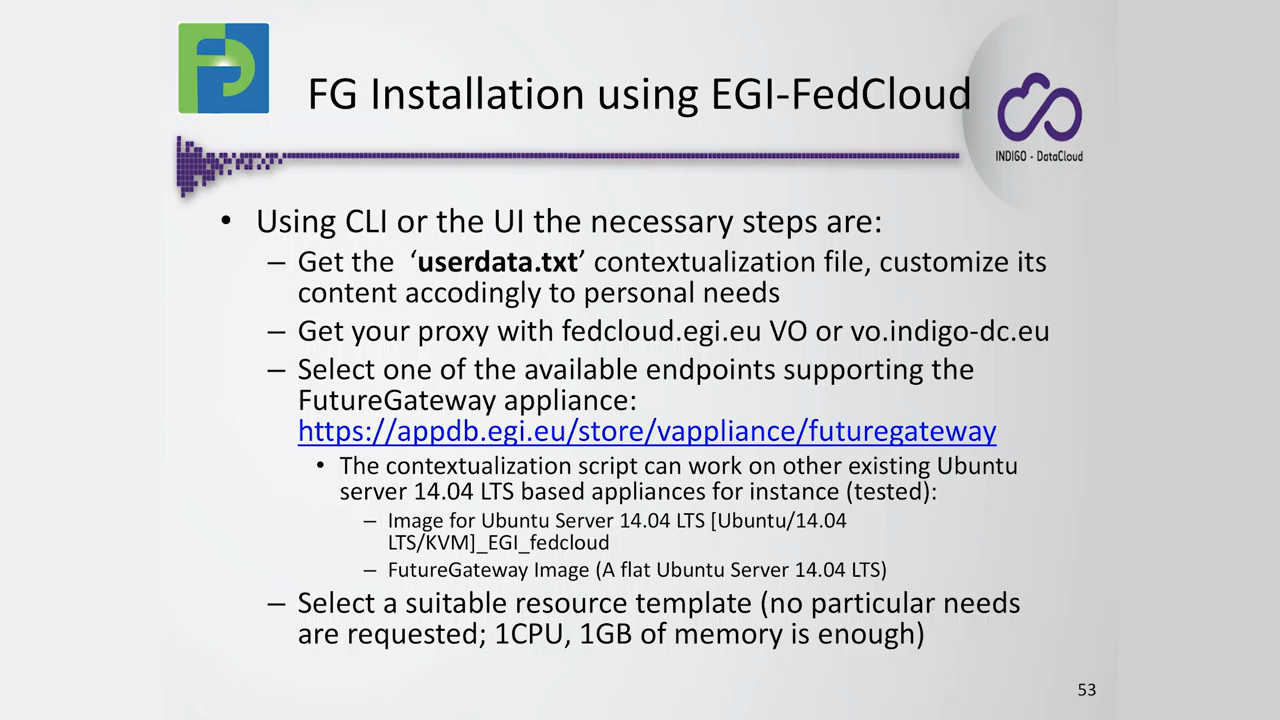 FG Installation using EGI-FedCloud
INDIGO - DataCloud
• Using CLI or the UI the necessary steps are:
– Get the ‘userdata.txt’ contextualization file, customize its
content accodingly to personal needs
– Get your proxy with fedcloud.egi.eu VO or vo.indigo-dc.eu
– Select one of the available endpoints supporting the
FutureGateway appliance:
https://appdb.egi.eu/store/vappliance/futuregateway
• The contextualization script can work on other existing Ubuntu
server 14.04 LTS based appliances for instance (tested):
– Image for Ubuntu Server 14.04 LTS [Ubuntu/14.04
LTS/KVM]_EGI_fedcloud
– FutureGateway Image (A flat Ubuntu Server 14.04 LTS)
– Select a suitable resource template (no particular needs
are requested; 1CPU, 1GB of memory is enough)
53